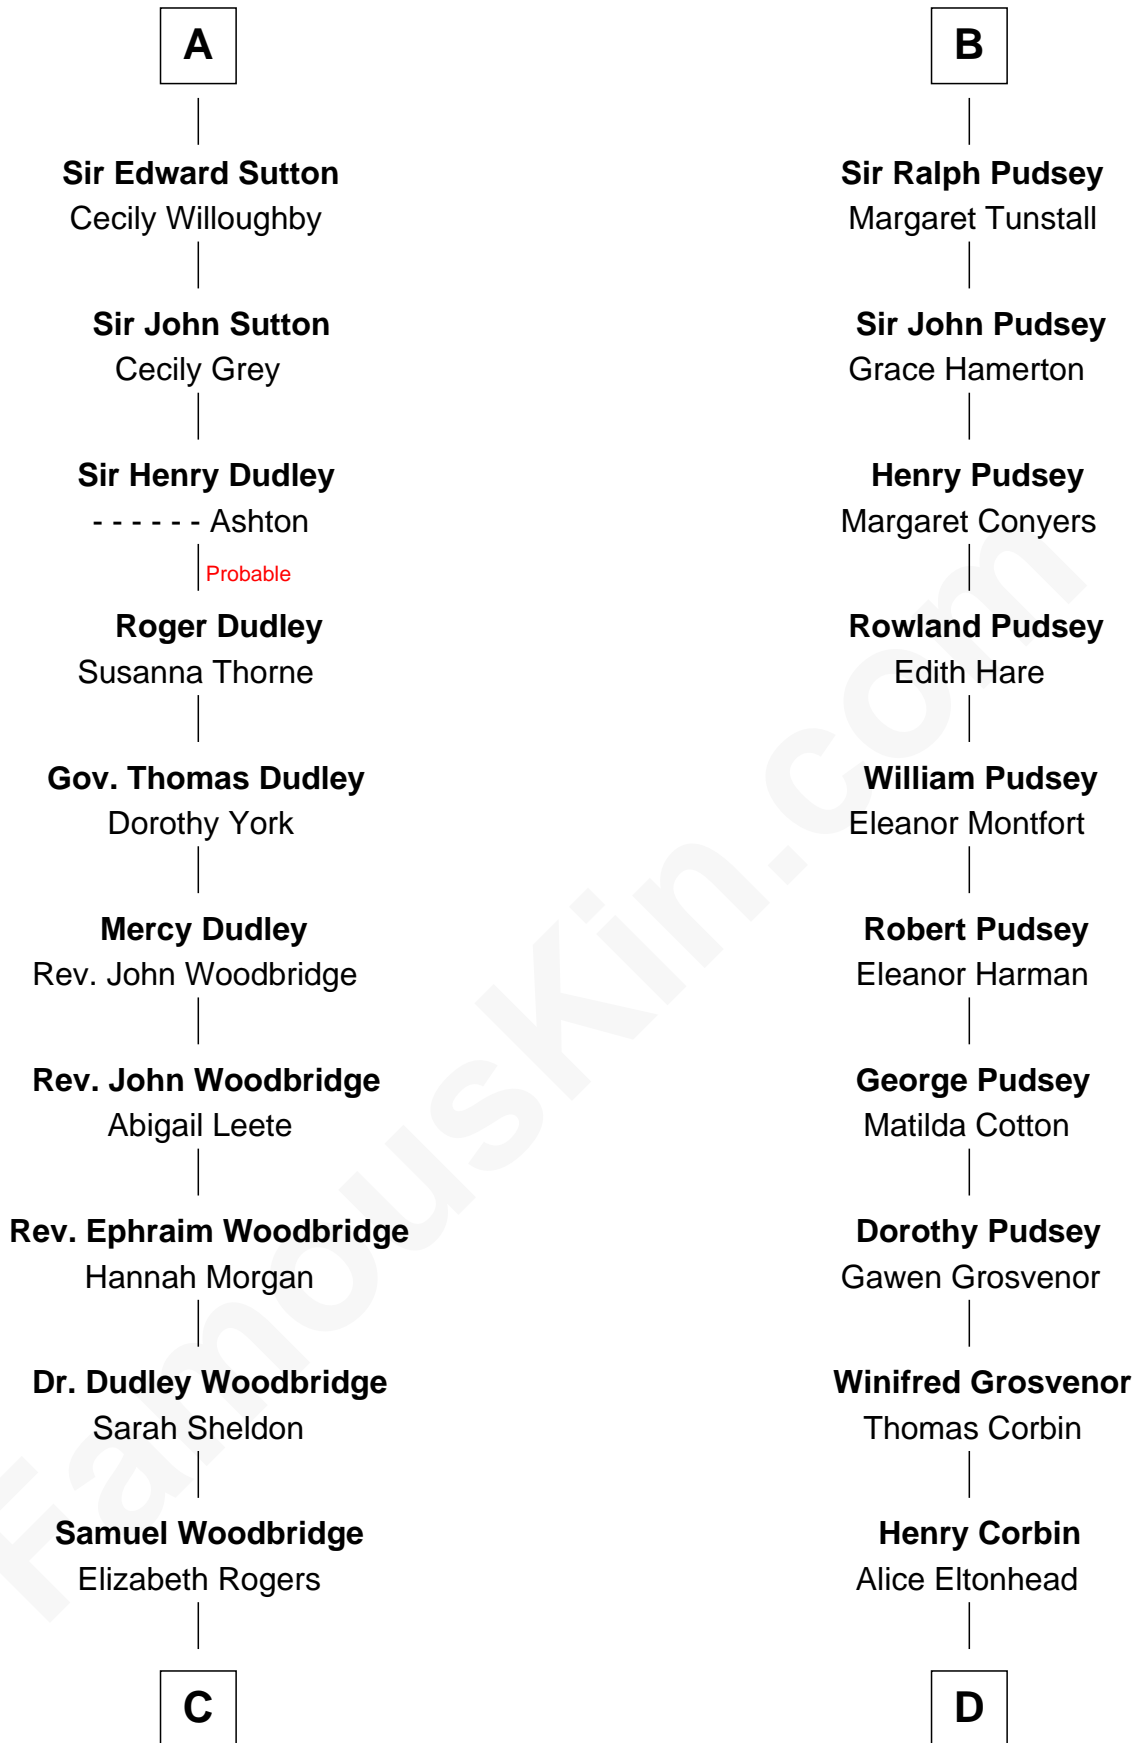 A
Sir Edward Sutton
Cecily Willoughby
Sir John Sutton
Cecily Grey
Sir Henry Dudley
- - - - - - Ashton
Probable
Roger Dudley
Susanna Thorne
Gov. Thomas Dudley
Dorothy York
Mercy Dudley
Rev. John Woodbridge
Rev. John Woodbridge
Abigail Leete
Rev. Ephraim Woodbridge
Hannah Morgan
Dr. Dudley Woodbridge
Sarah Sheldon
Samuel Woodbridge
Elizabeth Rogers
C
B
Sir Ralph Pudsey
Margaret Tunstall
Sir John Pudsey
Grace Hamerton
Henry Pudsey
Margaret Conyers
Rowland Pudsey
Edith Hare
William Pudsey
Eleanor Montfort
Robert Pudsey
Eleanor Harman
George Pudsey
Matilda Cotton
Dorothy Pudsey
Gawen Grosvenor
Winifred Grosvenor
Thomas Corbin
Henry Corbin
Alice Eltonhead
D
FamousKin.com